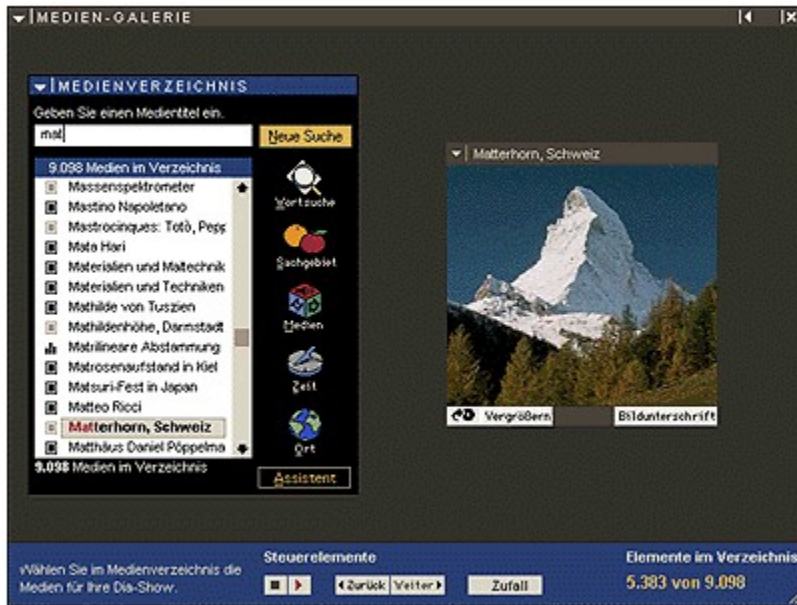 MEDIEN-GALERIE
MEDIENVERZEICHNIS
Geben Sie einen Medientitel ein.
mat
Neue Suche
9.098 Medien im Verzeichnis
Massenspektrometer
Mastino Napoletano
Mastrocinques: Totò, Pepp
Mata Hari
Materialien und Maltechnik
Materialien und Techniken
Mathilde von Tuszien
Mathildenhöhe, Darmstadt
Matrilineare Abstammung
Matrosenaufstand in Kiel
Matsuri-Fest in Japan
Matteo Ricci
Matterhorn, Schweiz
Matthäus Daniel Pöppelma
9.098 Medien im Verzeichnis
Wortsuche
Sachgebiet
Medien
Zeit
Ort
Assistent
Matterhorn, Schweiz
Vergrößern
Bildunterschrift
Wählen Sie im Medienverzeichnis die
Medien für Ihre Dia-Show.
Steuerelemente
Zurück
Weiter
Zufall
Elemente im Verzeichnis
5.383 von 9.098